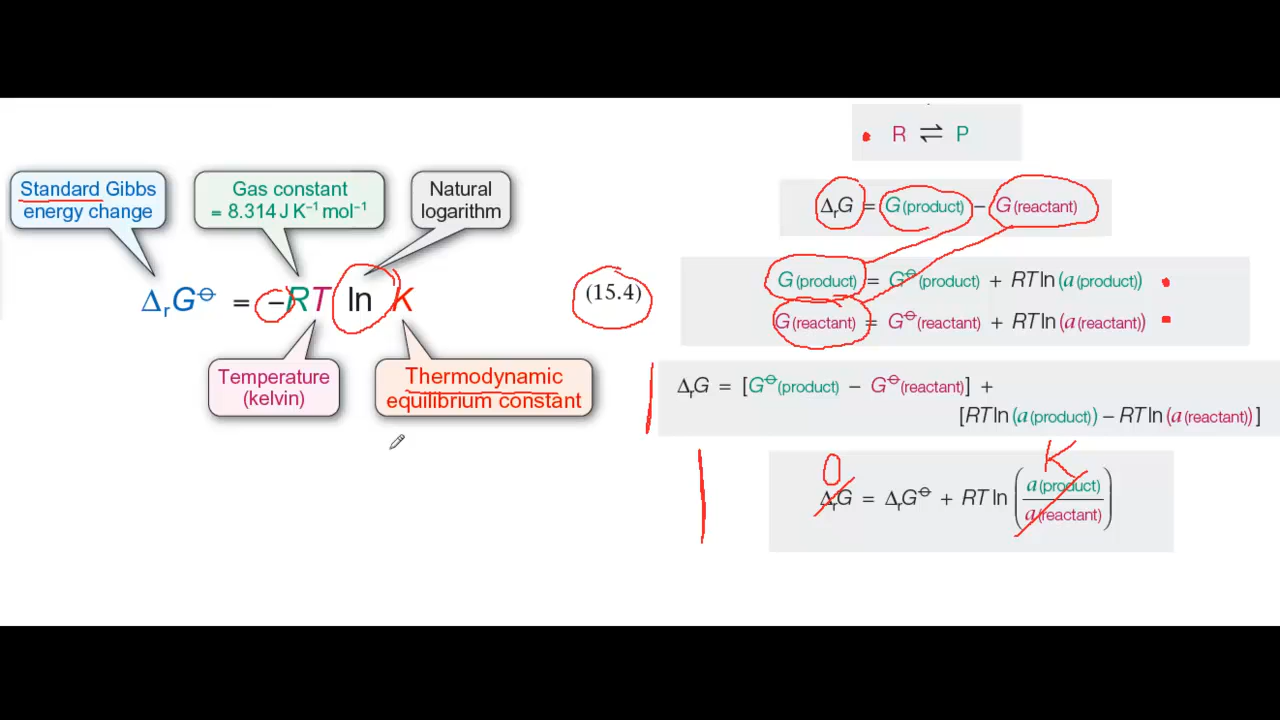 Standard Gibbs
energy change
Gas constant
= 8.314 J K⁻¹ mol⁻¹
Natural
logarithm
ΔᵣG⦵ = −RT ln K
(15.4)
Temperature
(kelvin)
Thermodynamic
equilibrium constant
R ⇌ P
ΔᵣG = G(product) − G(reactant)
G(product) = G⦵(product) + RT ln (a(product))
G(reactant) = G⦵(reactant) + RT ln (a(reactant))
ΔᵣG = [G⦵(product) − G⦵(reactant)] +
[RT ln (a(product)) − RT ln (a(reactant))]
0 K
ΔᵣG = ΔᵣG⦵ + RT ln (a(product) / a(reactant))